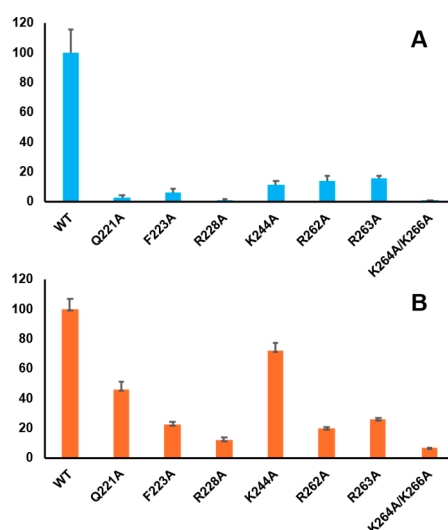 120
A
100
80
60
40
20
0
WT
Q221A
F223A
R228A
K244A
R262A
R263A
K264A/K266A
120
B
100
80
60
40
20
0
WT
Q221A
F223A
R228A
K244A
R262A
R263A
K264A/K266A